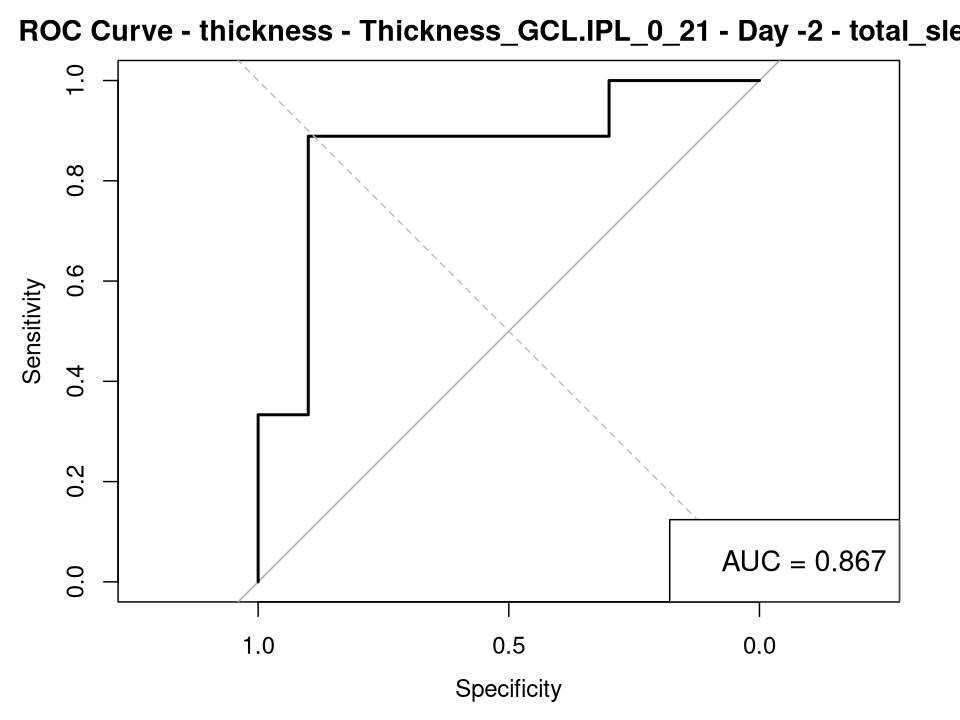 ROC Curve - thickness - Thickness_GCL.IPL_0_21 - Day -2 - total_sle
1.0
0.8
0.6
0.4
0.2
0.0
Sensitivity
AUC = 0.867
1.0 0.5 0.0
Specificity